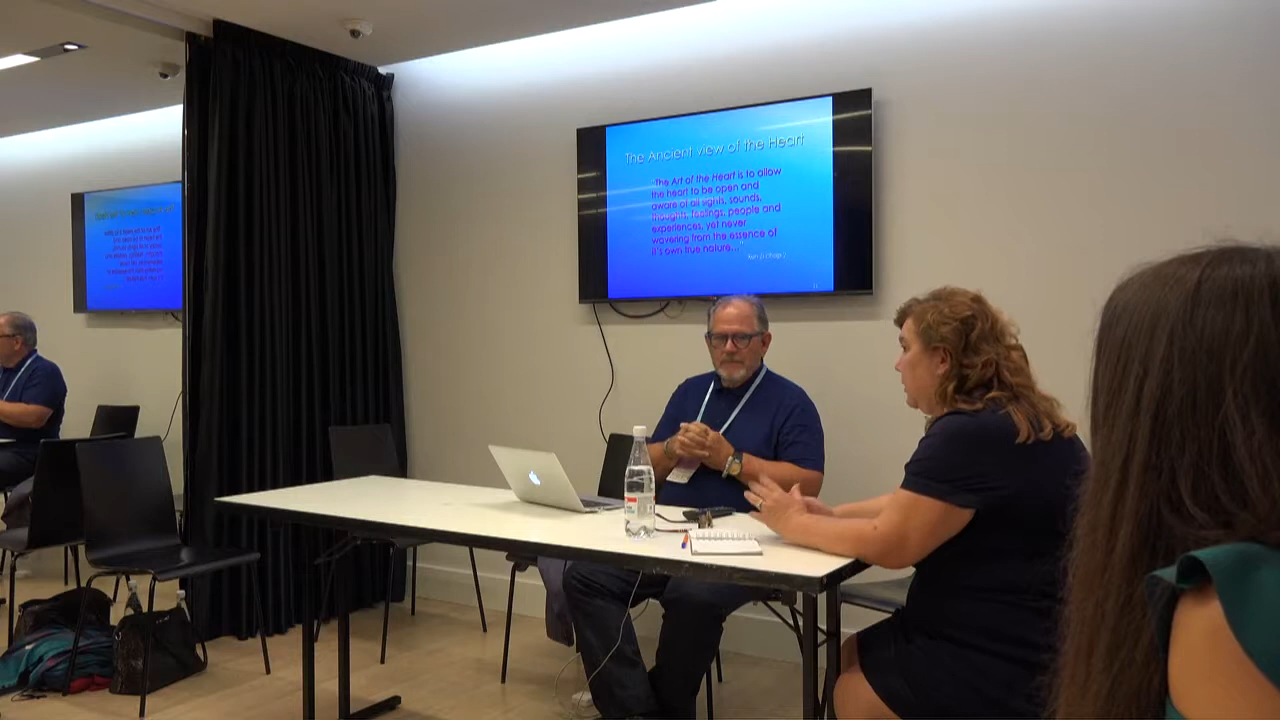 The Ancient view of the Heart
"The Art of the Heart is to allow
the heart to be open and
aware of all sights, sounds,
thoughts, feelings, people and
experiences, yet never
wavering from the essence of
it's own true nature..."